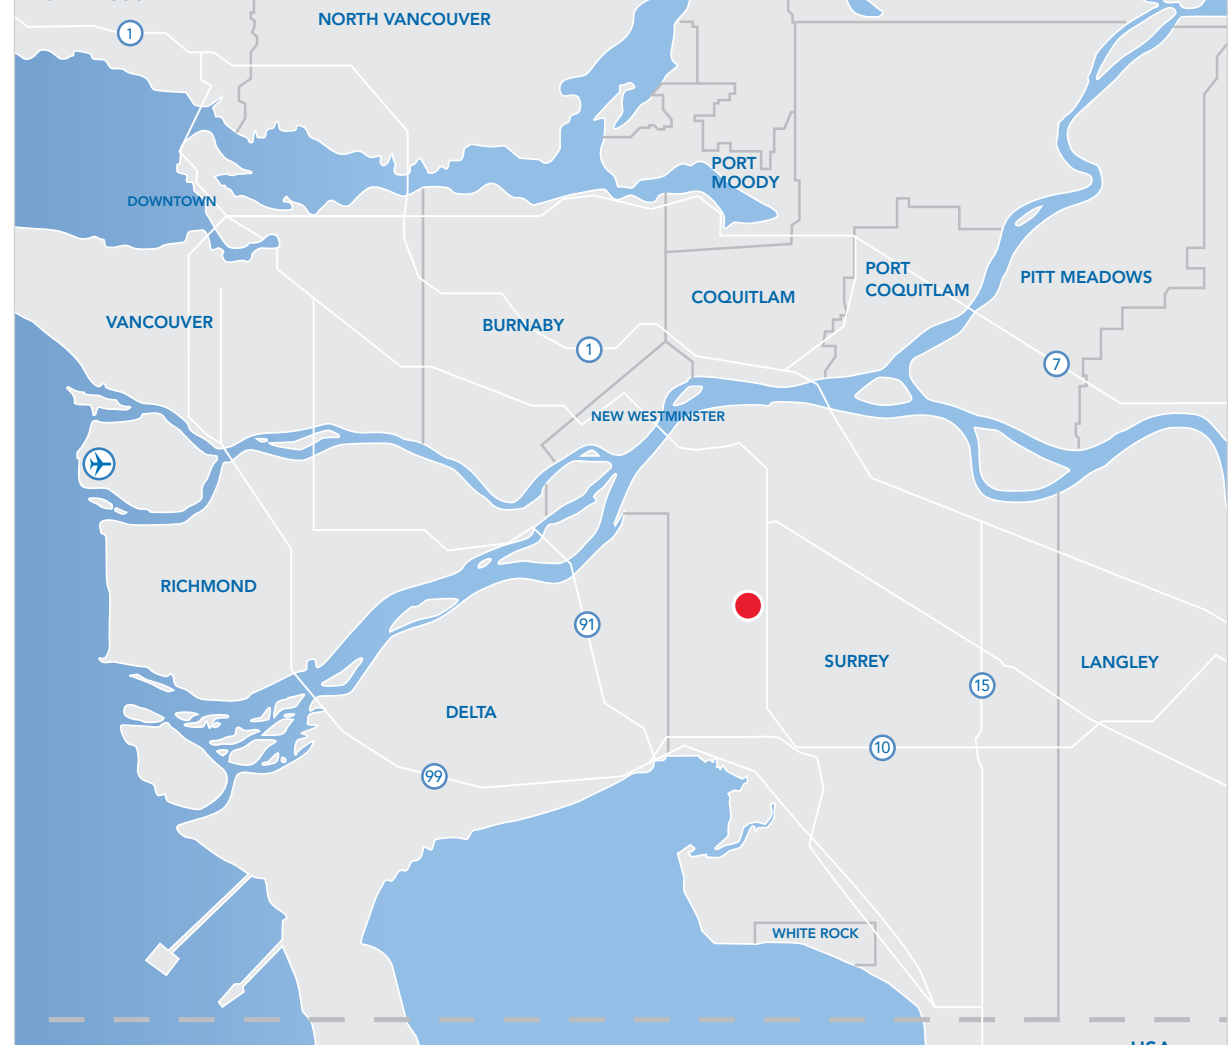 NORTH VANCOUVER
1
PORT
MOODY
DOWNTOWN
PORT
COQUITLAM
PITT MEADOWS
COQUITLAM
VANCOUVER
BURNABY
1
7
NEW WESTMINSTER
RICHMOND
91
SURREY
LANGLEY
15
DELTA
10
99
WHITE ROCK
USA